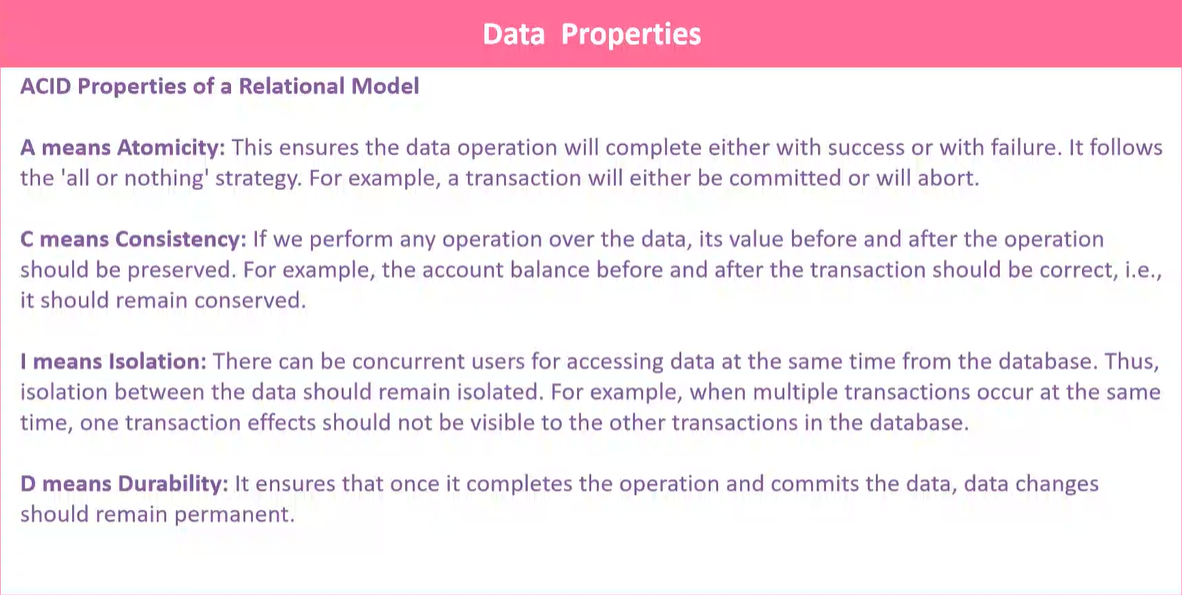 Data Properties
ACID Properties of a Relational Model
A means Atomicity: This ensures the data operation will complete either with success or with failure. It follows
the 'all or nothing' strategy. For example, a transaction will either be committed or will abort.
C means Consistency: If we perform any operation over the data, its value before and after the operation
should be preserved. For example, the account balance before and after the transaction should be correct, i.e.,
it should remain conserved.
I means Isolation: There can be concurrent users for accessing data at the same time from the database. Thus,
isolation between the data should remain isolated. For example, when multiple transactions occur at the same
time, one transaction effects should not be visible to the other transactions in the database.
D means Durability: It ensures that once it completes the operation and commits the data, data changes
should remain permanent.